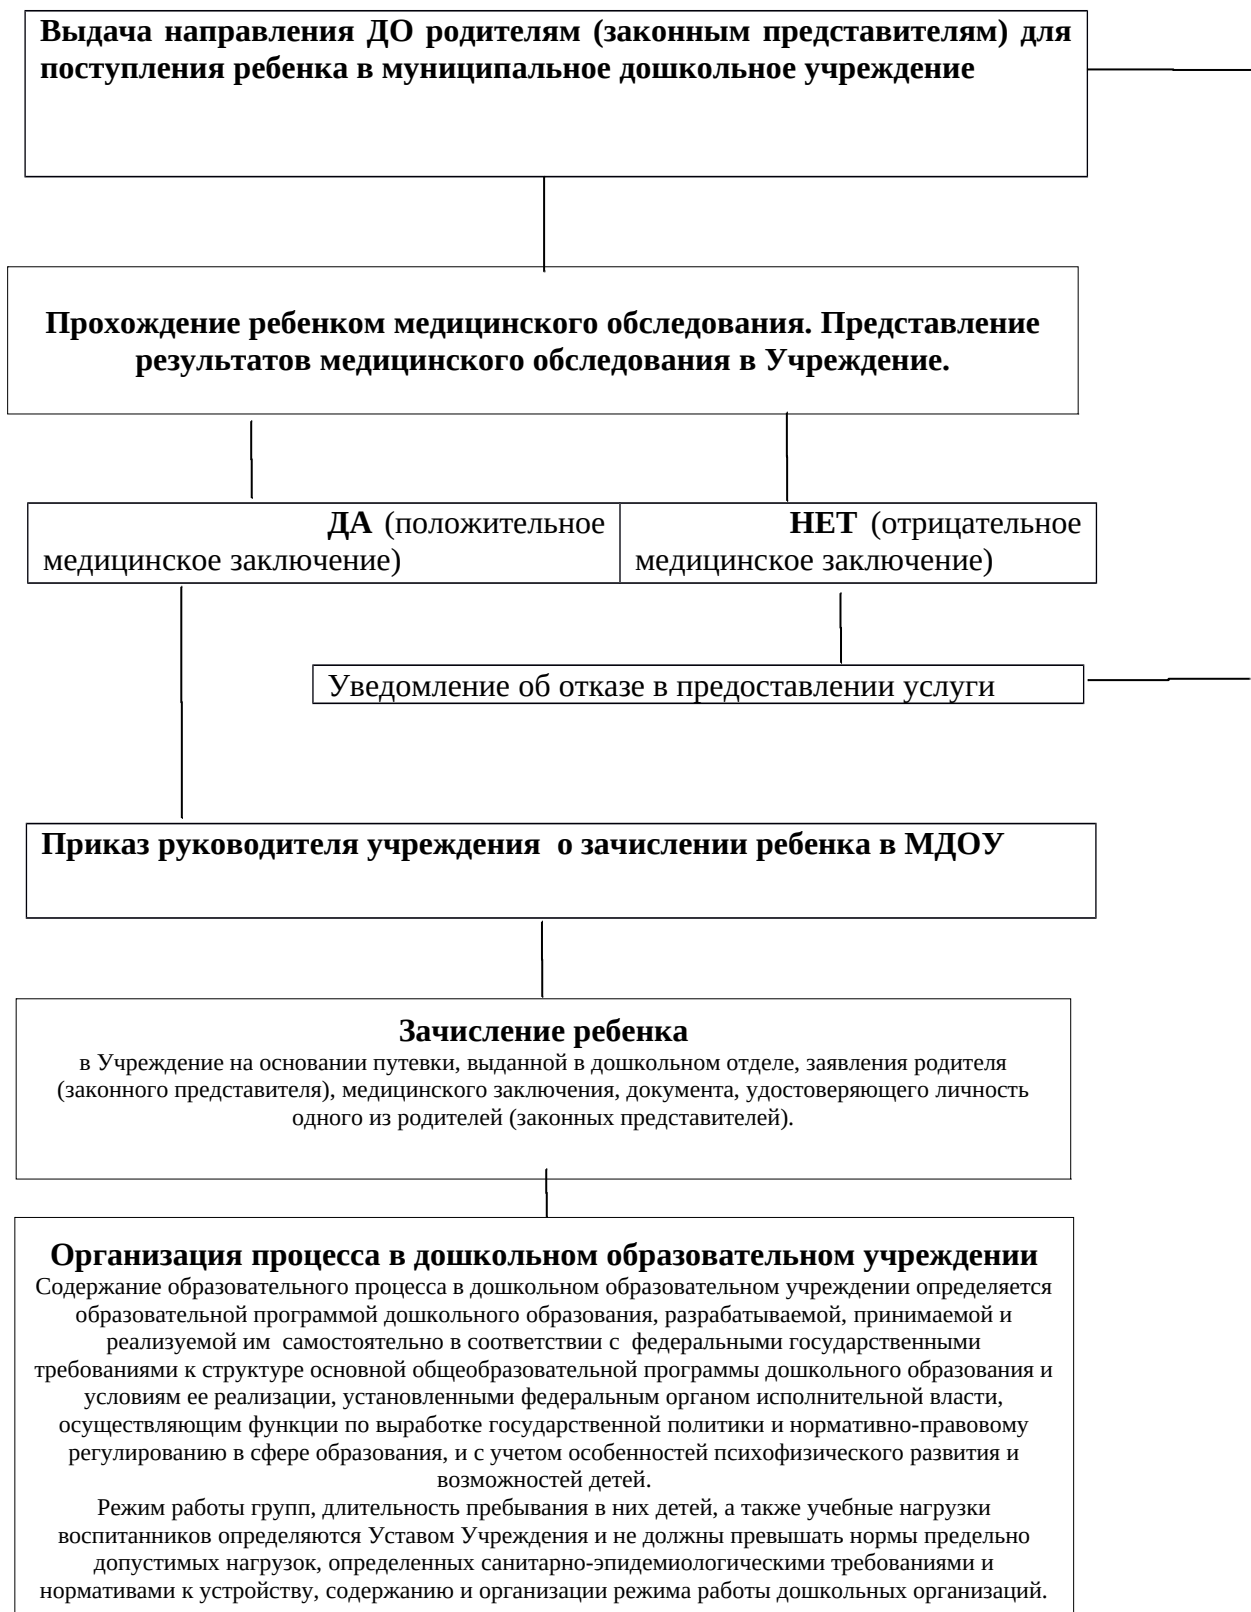 Выдача направления ДО родителям (законным представителям) для
поступления ребенка в муниципальное дошкольное учреждение
Прохождение ребенком медицинского обследования. Представление
результатов медицинского обследования в Учреждение.
ДА (положительное
медицинское заключение)
НЕТ (отрицательное
медицинское заключение)
Уведомление об отказе в предоставлении услуги
Приказ руководителя учреждения  о зачислении ребенка в МДОУ
Зачисление ребенка
в Учреждение на основании путевки, выданной в дошкольном отделе, заявления родителя
(законного представителя), медицинского заключения, документа, удостоверяющего личность
одного из родителей (законных представителей).
Организация процесса в дошкольном образовательном учреждении
Содержание образовательного процесса в дошкольном образовательном учреждении определяется
образовательной программой дошкольного образования, разрабатываемой, принимаемой и
реализуемой им  самостоятельно в соответствии с  федеральными государственными
требованиями к структуре основной общеобразовательной программы дошкольного образования и
условиям ее реализации, установленными федеральным органом исполнительной власти,
осуществляющим функции по выработке государственной политики и нормативно-правовому
регулированию в сфере образования, и с учетом особенностей психофизического развития и
возможностей детей.
Режим работы групп, длительность пребывания в них детей, а также учебные нагрузки
воспитанников определяются Уставом Учреждения и не должны превышать нормы предельно
допустимых нагрузок, определенных санитарно-эпидемиологическими требованиями и
нормативами к устройству, содержанию и организации режима работы дошкольных организаций.